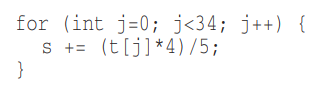 for (int j=0; j<34; j++) {
  s += (t[j]*4)/5;
}